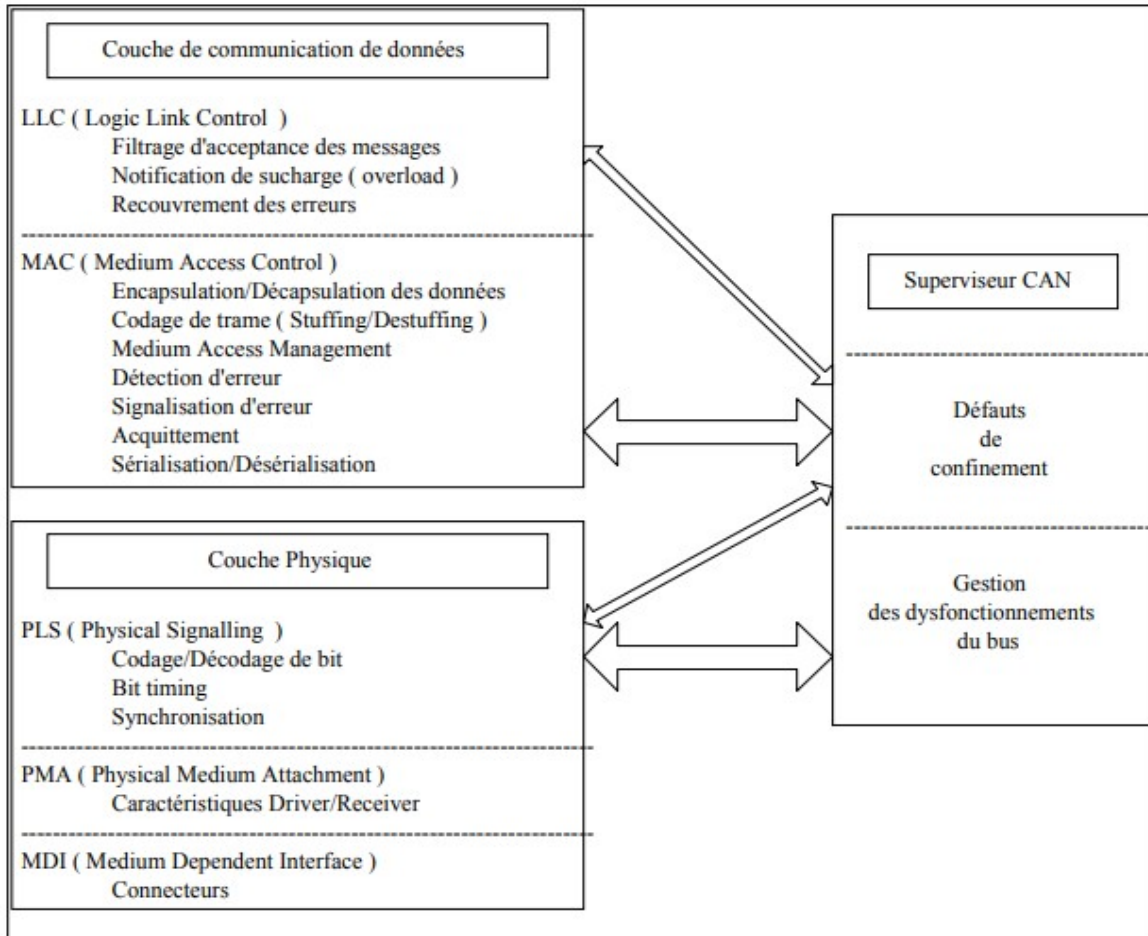 Couche de communication de données
LLC ( Logic Link Control )
Filtrage d'acceptance des messages
Notification de sucharge ( overload )
Recouvrement des erreurs
MAC ( Medium Access Control )
Encapsulation/Décapsulation des données
Codage de trame ( Stuffing/Destuffing )
Medium Access Management
Détection d'erreur
Signalisation d'erreur
Acquittement
Sérialisation/Désérialisation
Couche Physique
PLS ( Physical Signalling )
Codage/Décodage de bit
Bit timing
Synchronisation
PMA ( Physical Medium Attachment )
Caractéristiques Driver/Receiver
MDI ( Medium Dependent Interface )
Connecteurs
Superviseur CAN
Défauts
de
confinement
Gestion
des dysfonctionnements
du bus